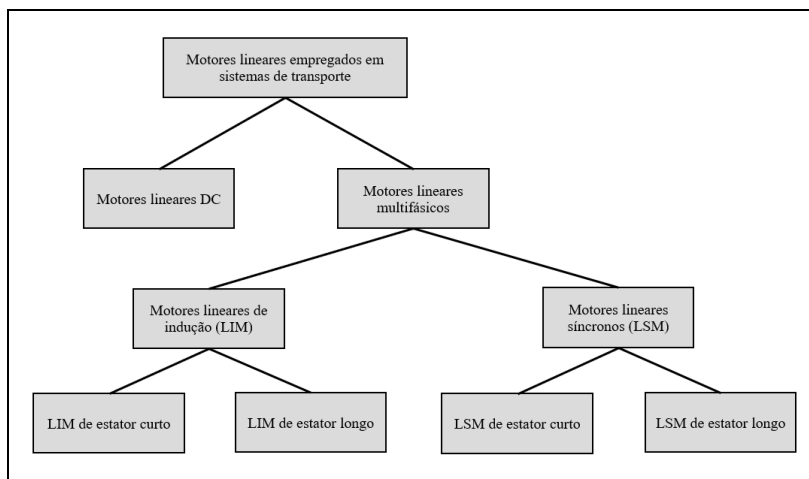 Motores lineares empregados em
sistemas de transporte
Motores lineares DC
Motores lineares
multifásicos
Motores lineares de
indução (LIM)
Motores lineares
síncronos (LSM)
LIM de estator curto
LIM de estator longo
LSM de estator curto
LSM de estator longo